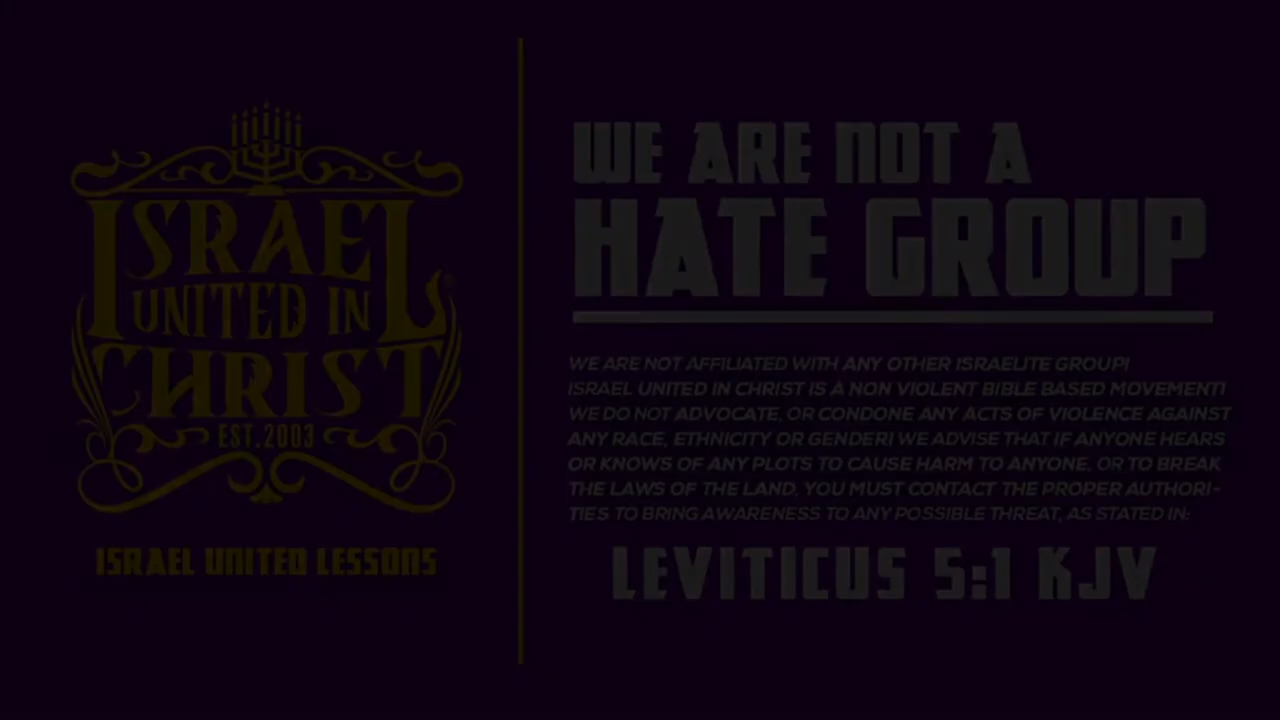 ISRAEL
UNITED IN
CHRIST
EST.2003
ISRAEL UNITED LESSONS
WE ARE NOT A
HATE GROUP
WE ARE NOT AFFILIATED WITH ANY OTHER ISRAELITE GROUP!
ISRAEL UNITED IN CHRIST IS A NON VIOLENT BIBLE BASED MOVEMENT!
WE DO NOT ADVOCATE, OR CONDONE ANY ACTS OF VIOLENCE AGAINST
ANY RACE, ETHNICITY OR GENDER! WE ADVISE THAT IF ANYONE HEARS
OR KNOWS OF ANY PLOTS TO CAUSE HARM TO ANYONE, OR TO BREAK
THE LAWS OF THE LAND, YOU MUST CONTACT THE PROPER AUTHORI-
TIES TO BRING AWARENESS TO ANY POSSIBLE THREAT, AS STATED IN:
LEVITICUS 5:1 KJV